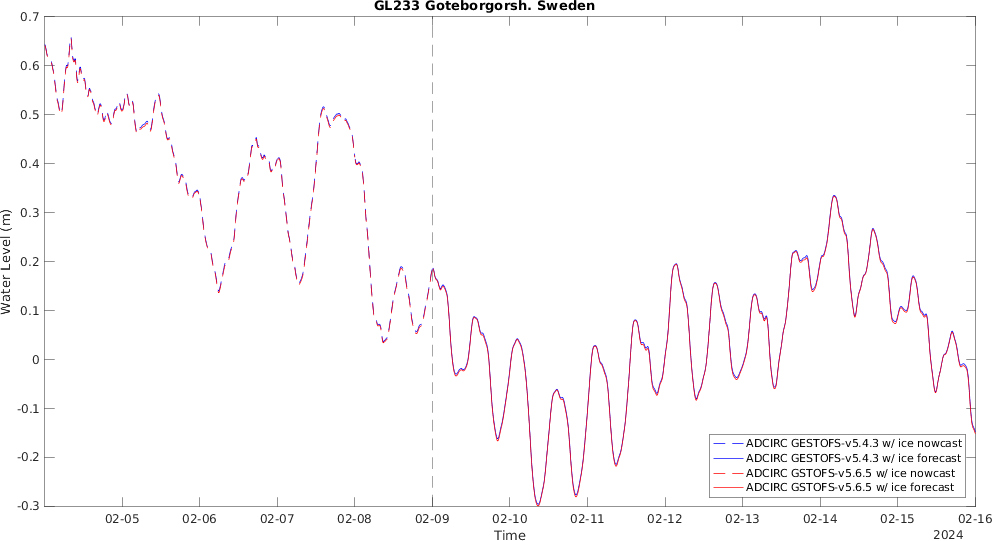 GL233 Goteborgorsh. Sweden
0.7
0.6
0.5
0.4
0.3
0.2
0.1
0
-0.1
-0.2
-0.3
Water Level (m)
ADCIRC GESTOFS-v5.4.3 w/ ice nowcast
ADCIRC GESTOFS-v5.4.3 w/ ice forecast
ADCIRC GSTOFS-v5.6.5 w/ ice nowcast
ADCIRC GSTOFS-v5.6.5 w/ ice forecast
02-05 02-06 02-07 02-08 02-09 02-10 02-11 02-12 02-13 02-14 02-15 02-16
Time
2024